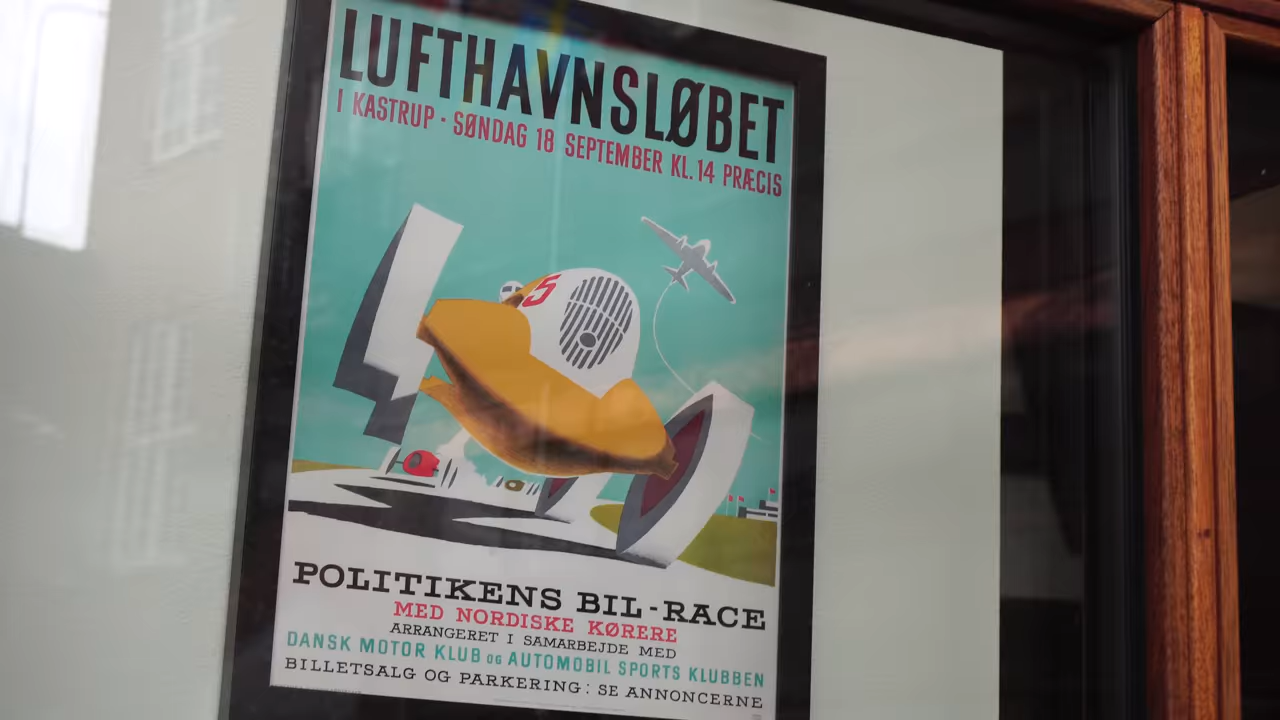 LUFTHAVNSLØBET
I KASTRUP · SØNDAG 18 SEPTEMBER KL. 14 PRÆCIS
5
POLITIKENS BIL-RACE
MED NORDISKE KØRERE
ARRANGERET I SAMARBEJDE MED
DANSK MOTOR KLUB OG AUTOMOBIL SPORTS KLUBBEN
BILLETSALG OG PARKERING: SE ANNONCERNE